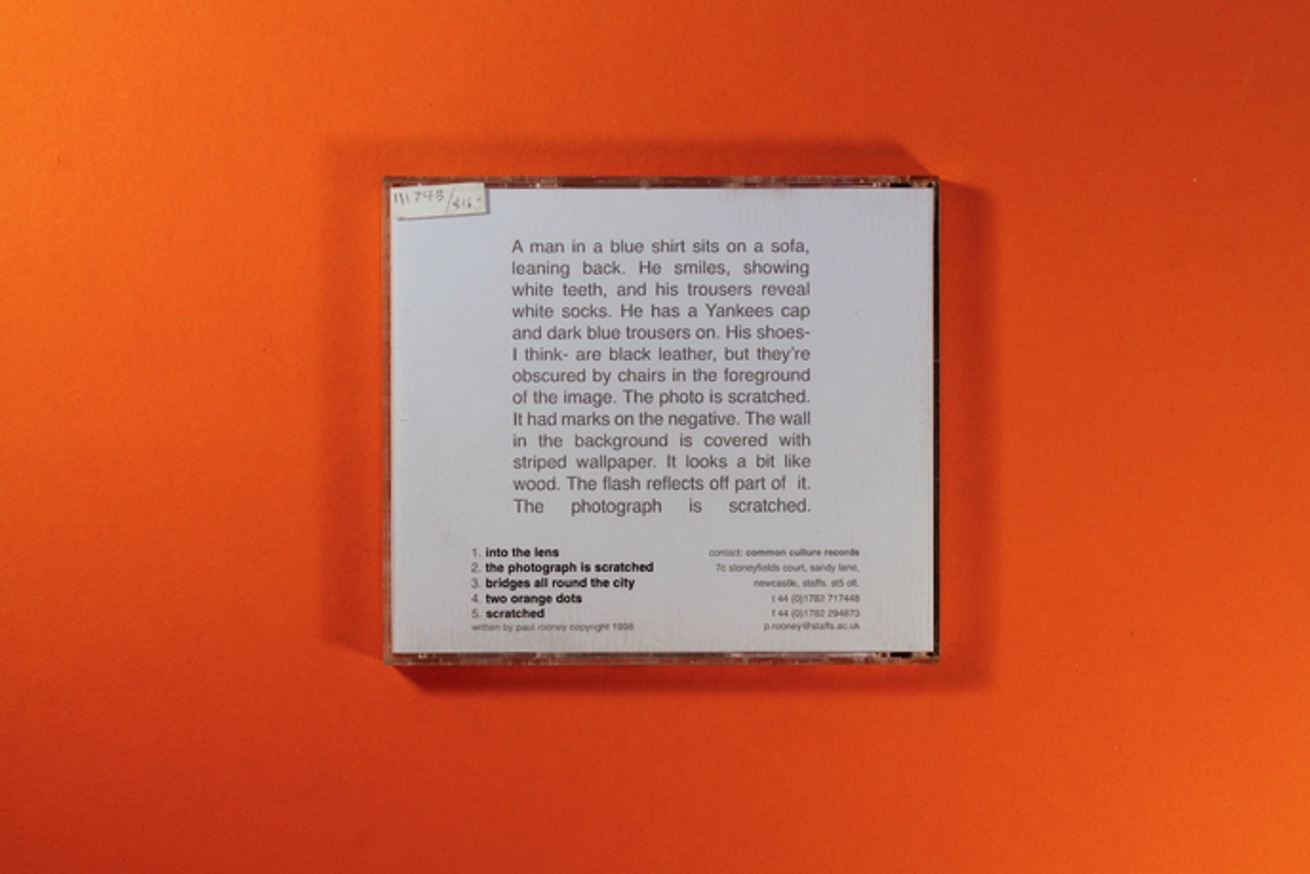 A man in a blue shirt sits on a sofa,
leaning back. He smiles, showing
white teeth, and his trousers reveal
white socks. He has a Yankees cap
and dark blue trousers on. His shoes-
I think- are black leather, but they're
obscured by chairs in the foreground
of the image. The photo is scratched.
It had marks on the negative. The wall
in the background is covered with
striped wallpaper. It looks a bit like
wood. The flash reflects off part of it.
The photograph is scratched.
1. into the lens
2. the photograph is scratched
3. bridges all round the city
4. two orange dots
5. scratched
written by paul rooney copyright 1998
contact: common culture records
7c stoneyfields court, sandy lane,
newcastle, staffs. st5 
t 44 (0)1782 717448
f 44 (0)1782 294873
p.rooney@staffs.ac.uk